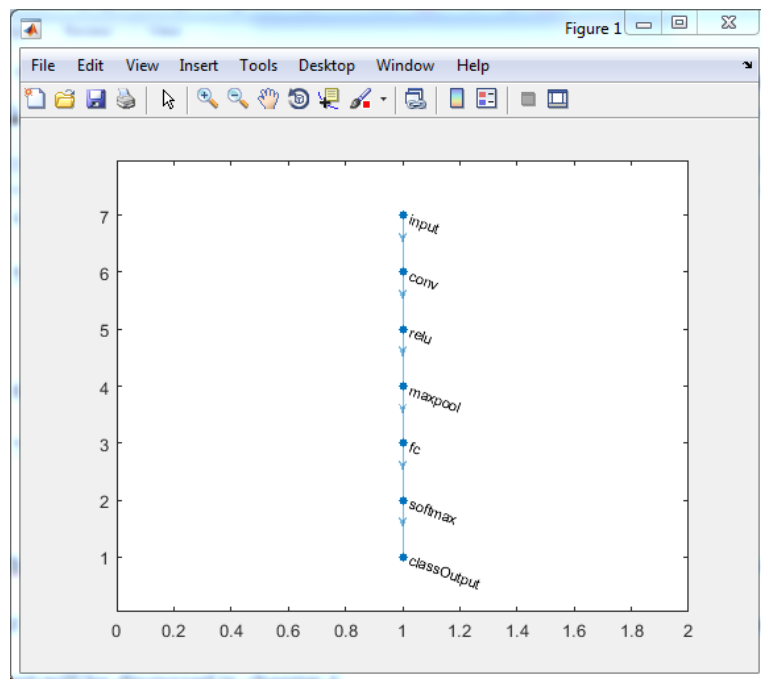 Figure 1
File Edit View Insert Tools Desktop Window Help
7
input
6
conv
5
relu
4
maxpool
3
fc
2
softmax
1
classOutput
0 0.2 0.4 0.6 0.8 1 1.2 1.4 1.6 1.8 2